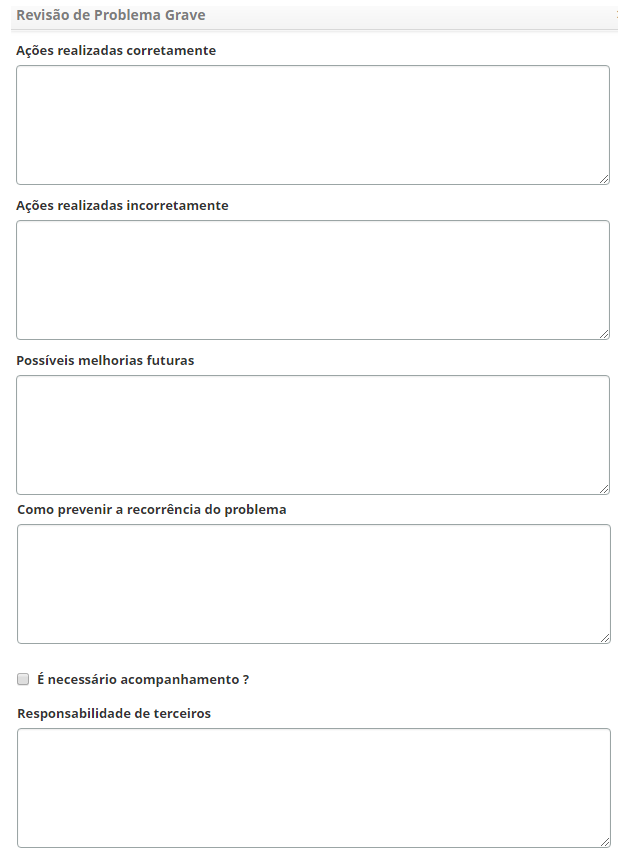 Revisão de Problema Grave
Ações realizadas corretamente
Ações realizadas incorretamente
Possíveis melhorias futuras
Como prevenir a recorrência do problema
É necessário acompanhamento ?
Responsabilidade de terceiros